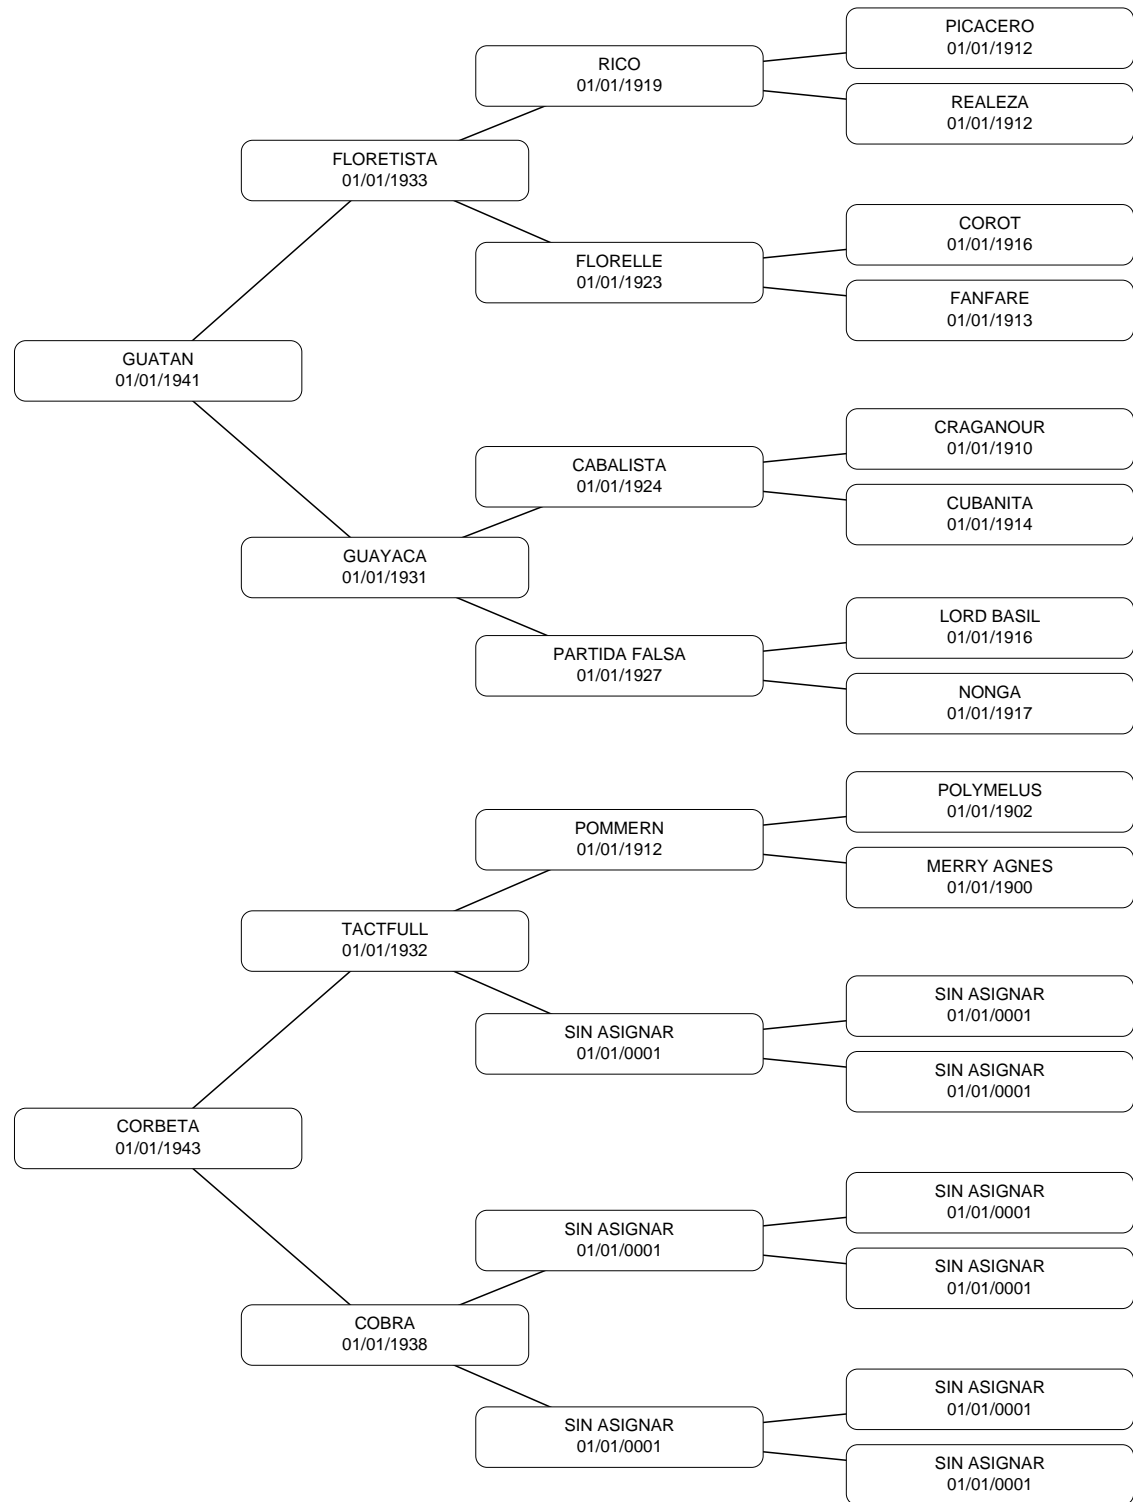 PICACERO
01/01/1912
RICO
01/01/1919
REALEZA
01/01/1912
FLORETISTA
01/01/1933
COROT
01/01/1916
FLORELLE
01/01/1923
FANFARE
01/01/1913
GUATAN
01/01/1941
CRAGANOUR
01/01/1910
CABALISTA
01/01/1924
CUBANITA
01/01/1914
GUAYACA
01/01/1931
LORD BASIL
01/01/1916
PARTIDA FALSA
01/01/1927
NONGA
01/01/1917
POLYMELUS
01/01/1902
POMMERN
01/01/1912
MERRY AGNES
01/01/1900
TACTFULL
01/01/1932
SIN ASIGNAR
01/01/0001
SIN ASIGNAR
01/01/0001
SIN ASIGNAR
01/01/0001
CORBETA
01/01/1943
SIN ASIGNAR
01/01/0001
SIN ASIGNAR
01/01/0001
SIN ASIGNAR
01/01/0001
COBRA
01/01/1938
SIN ASIGNAR
01/01/0001
SIN ASIGNAR
01/01/0001
SIN ASIGNAR
01/01/0001